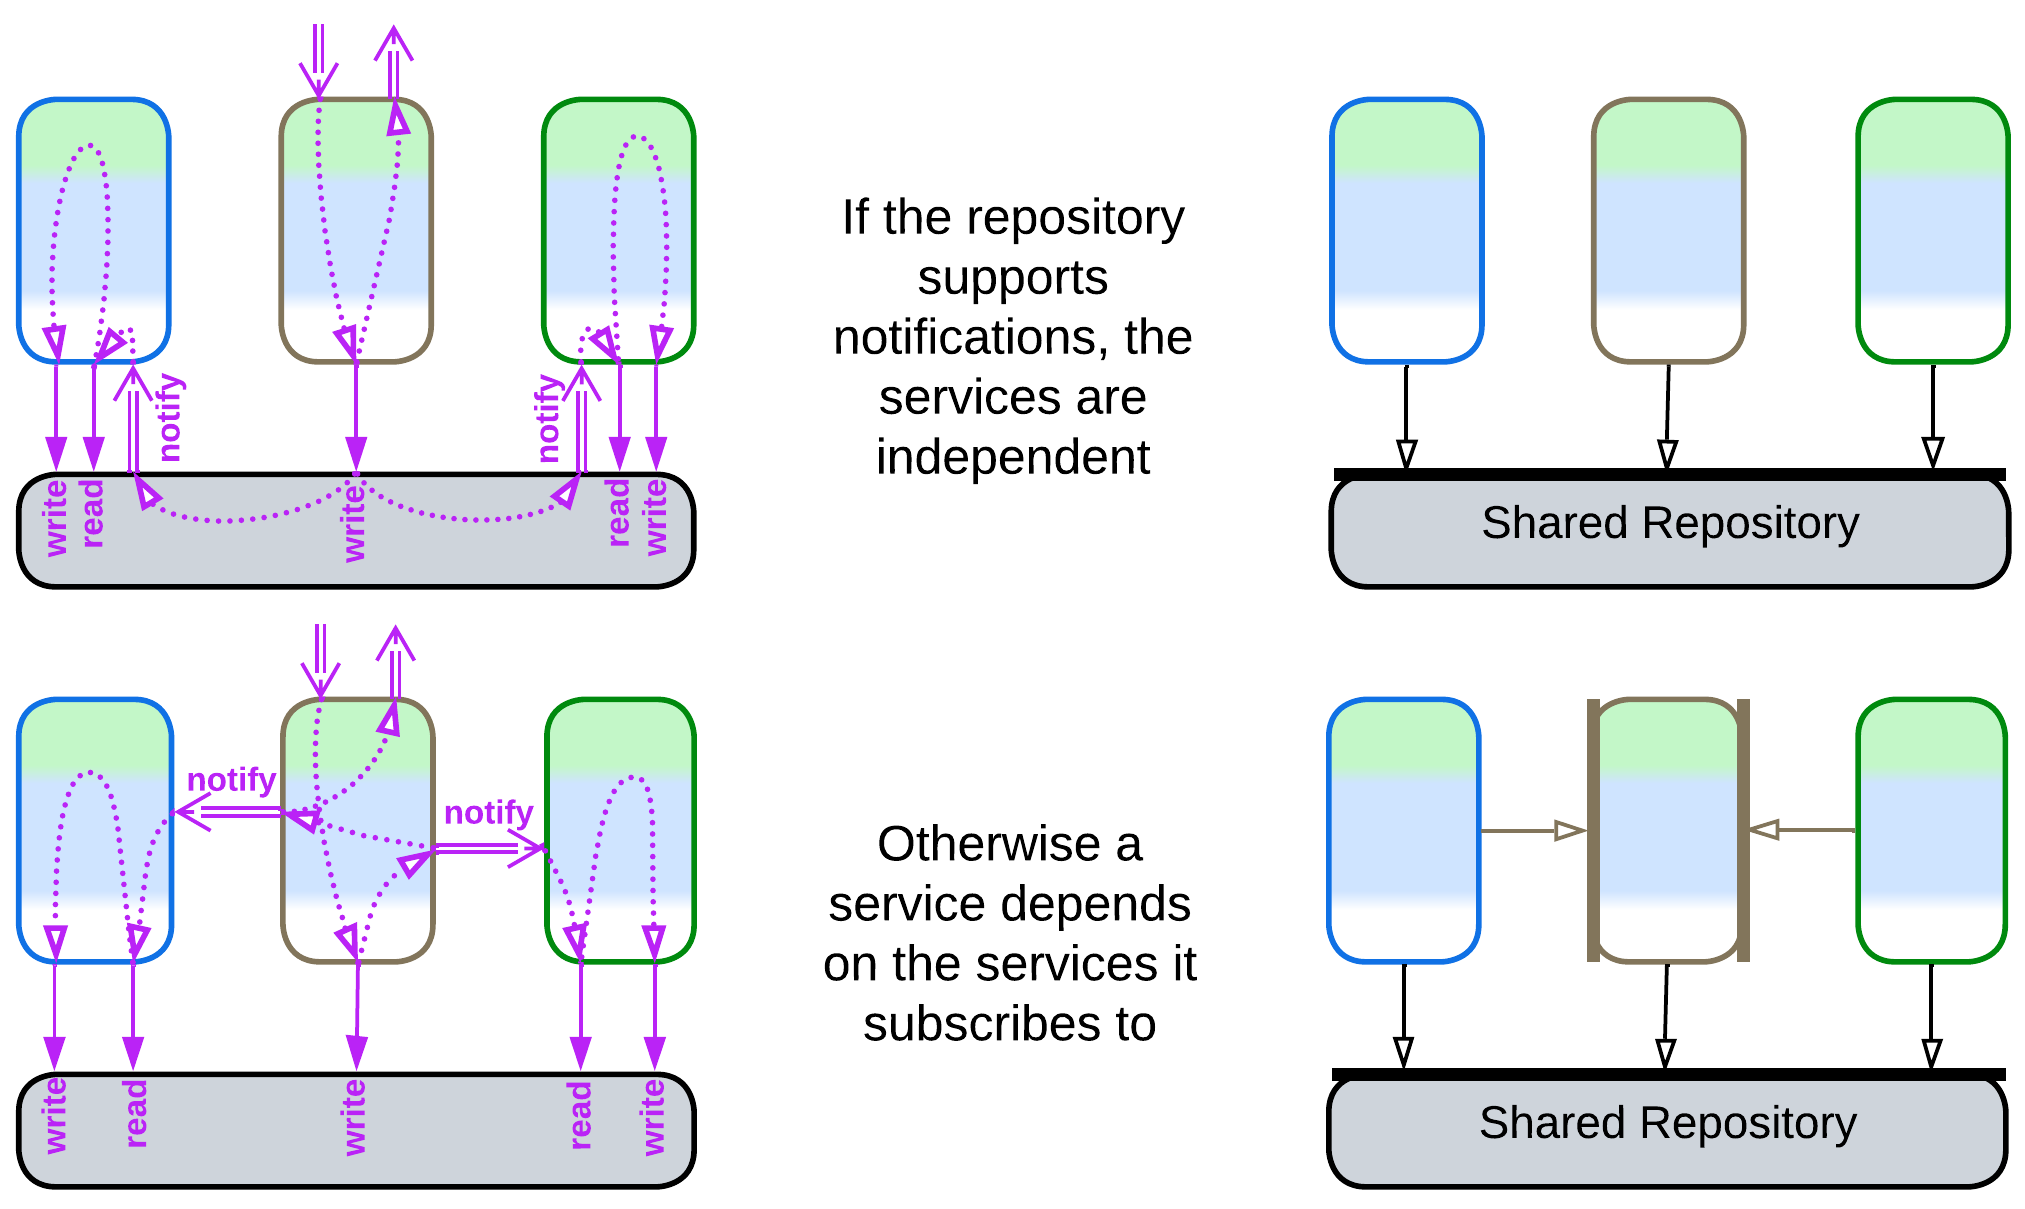 notify
notify
write
read
write
read
write
If the repository
supports
notifications, the
services are
independent
Shared Repository
notify
notify
write
read
write
read
write
Otherwise a
service depends
on the services it
subscribes to
Shared Repository